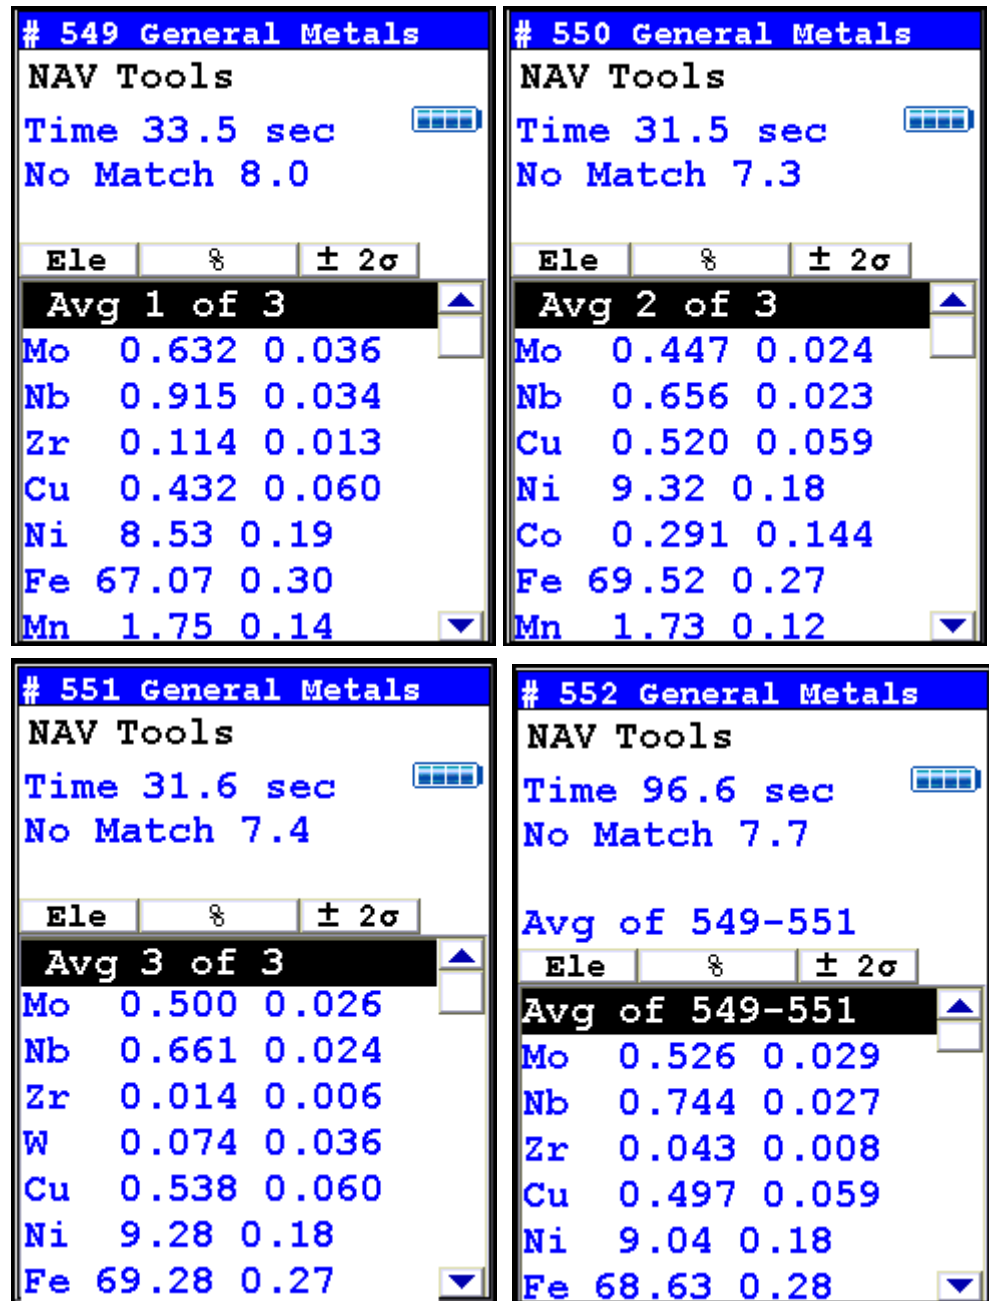 # 549 General Metals
NAV Tools
Time 33.5 sec
No Match 8.0
Ele % ± 2σ
Avg 1 of 3
Mo 0.632 0.036
Nb 0.915 0.034
Zr 0.114 0.013
Cu 0.432 0.060
Ni 8.53 0.19
Fe 67.07 0.30
Mn 1.75 0.14
# 550 General Metals
NAV Tools
Time 31.5 sec
No Match 7.3
Ele % ± 2σ
Avg 2 of 3
Mo 0.447 0.024
Nb 0.656 0.023
Cu 0.520 0.059
Ni 9.32 0.18
Co 0.291 0.144
Fe 69.52 0.27
Mn 1.73 0.12
# 551 General Metals
NAV Tools
Time 31.6 sec
No Match 7.4
Ele % ± 2σ
Avg 3 of 3
Mo 0.500 0.026
Nb 0.661 0.024
Zr 0.014 0.006
W 0.074 0.036
Cu 0.538 0.060
Ni 9.28 0.18
Fe 69.28 0.27
# 552 General Metals
NAV Tools
Time 96.6 sec
No Match 7.7
Avg of 549-551
Ele % ± 2σ
Avg of 549-551
Mo 0.526 0.029
Nb 0.744 0.027
Zr 0.043 0.008
Cu 0.497 0.059
Ni 9.04 0.18
Fe 68.63 0.28